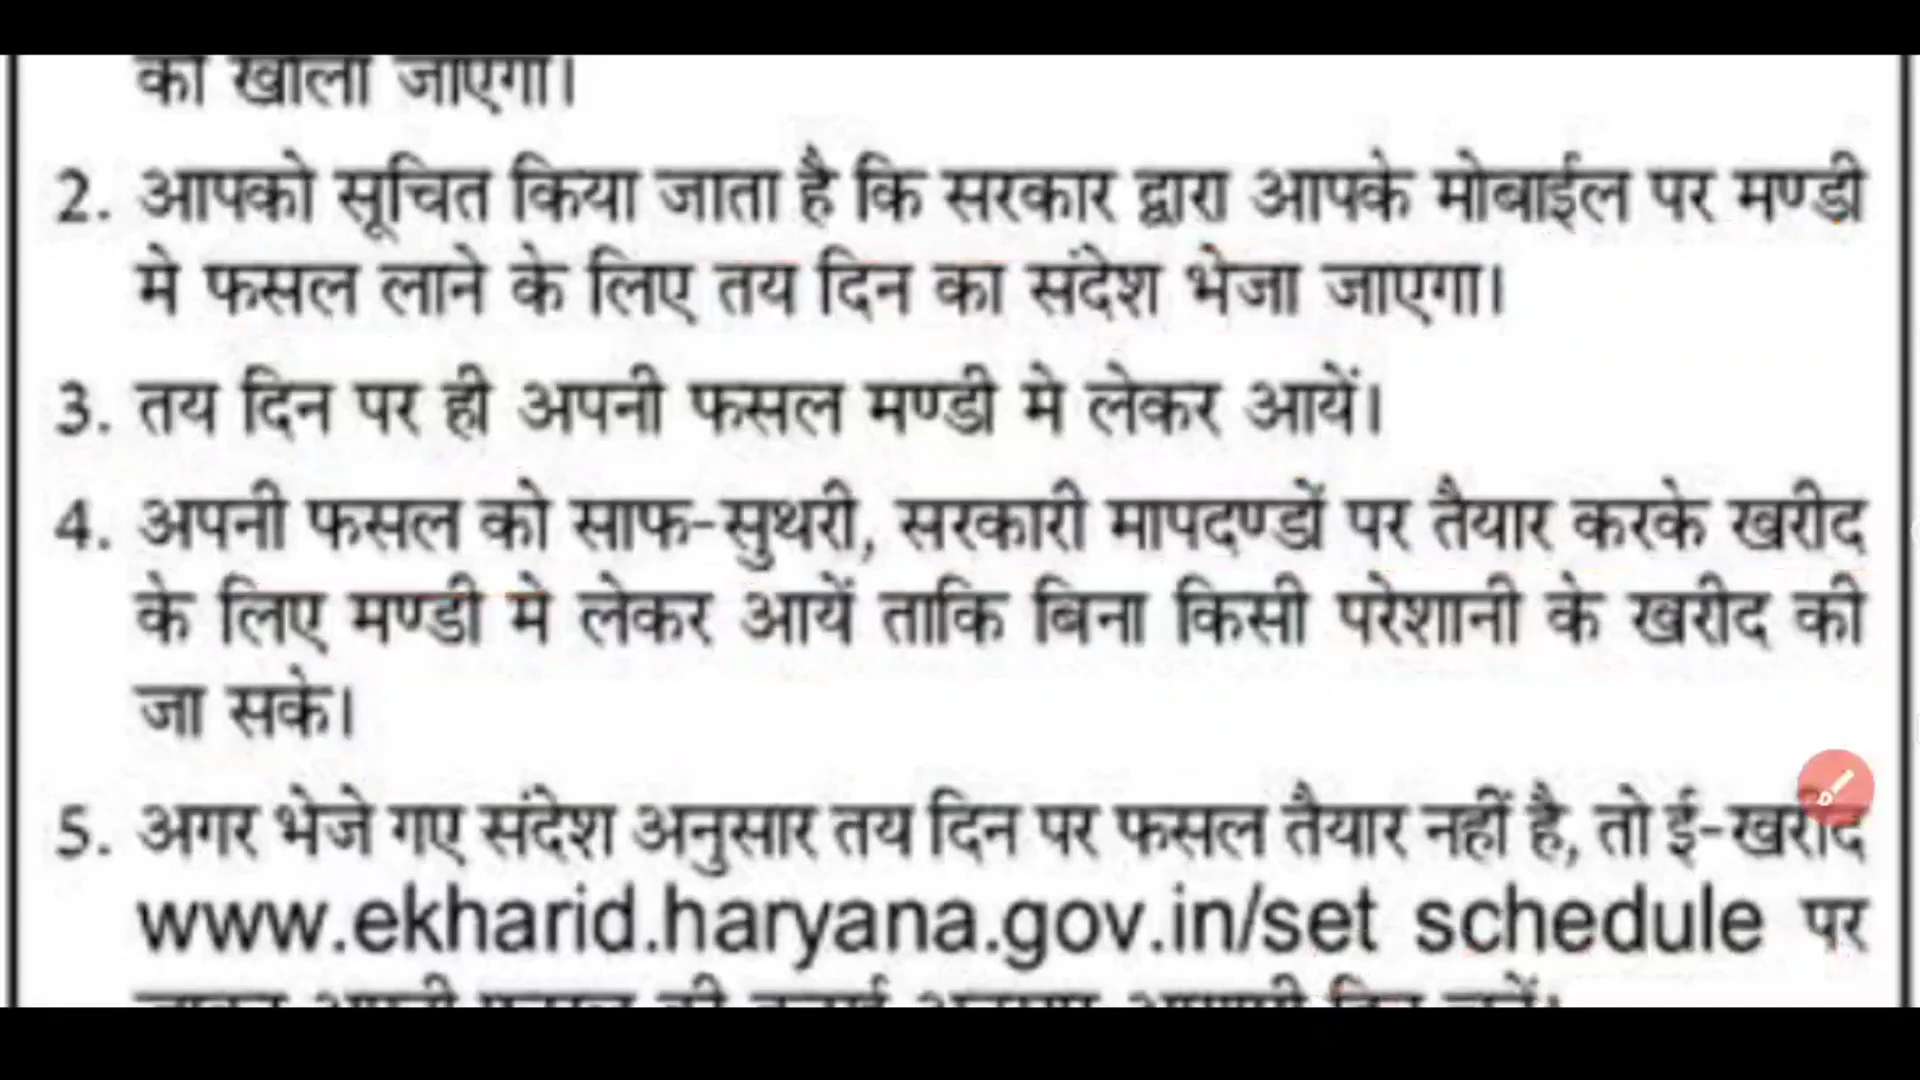 को खोला जाएगा।
2. आपको सूचित किया जाता है कि सरकार द्वारा आपके मोबाईल पर मण्डी
मे फसल लाने के लिए तय दिन का संदेश भेजा जाएगा।
3. तय दिन पर ही अपनी फसल मण्डी मे लेकर आयें।
4. अपनी फसल को साफ-सुथरी, सरकारी मापदण्डों पर तैयार करके खरीद
के लिए मण्डी मे लेकर आयें ताकि बिना किसी परेशानी के खरीद की
जा सके।
5. अगर भेजे गए संदेश अनुसार तय दिन पर फसल तैयार नहीं है, तो ई-खरीद
www.ekharid.haryana.gov.in/set schedule पर